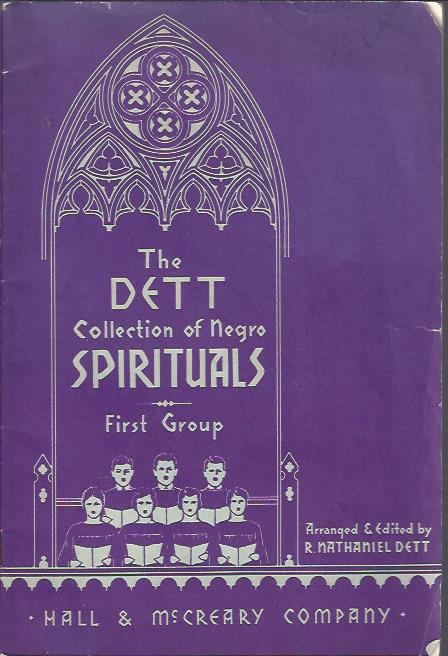 The
DETT
Collection of Negro
SPIRITUALS
First Group
Arranged & Edited by
R. NATHANIEL DETT
· HALL & McCREARY COMPANY ·